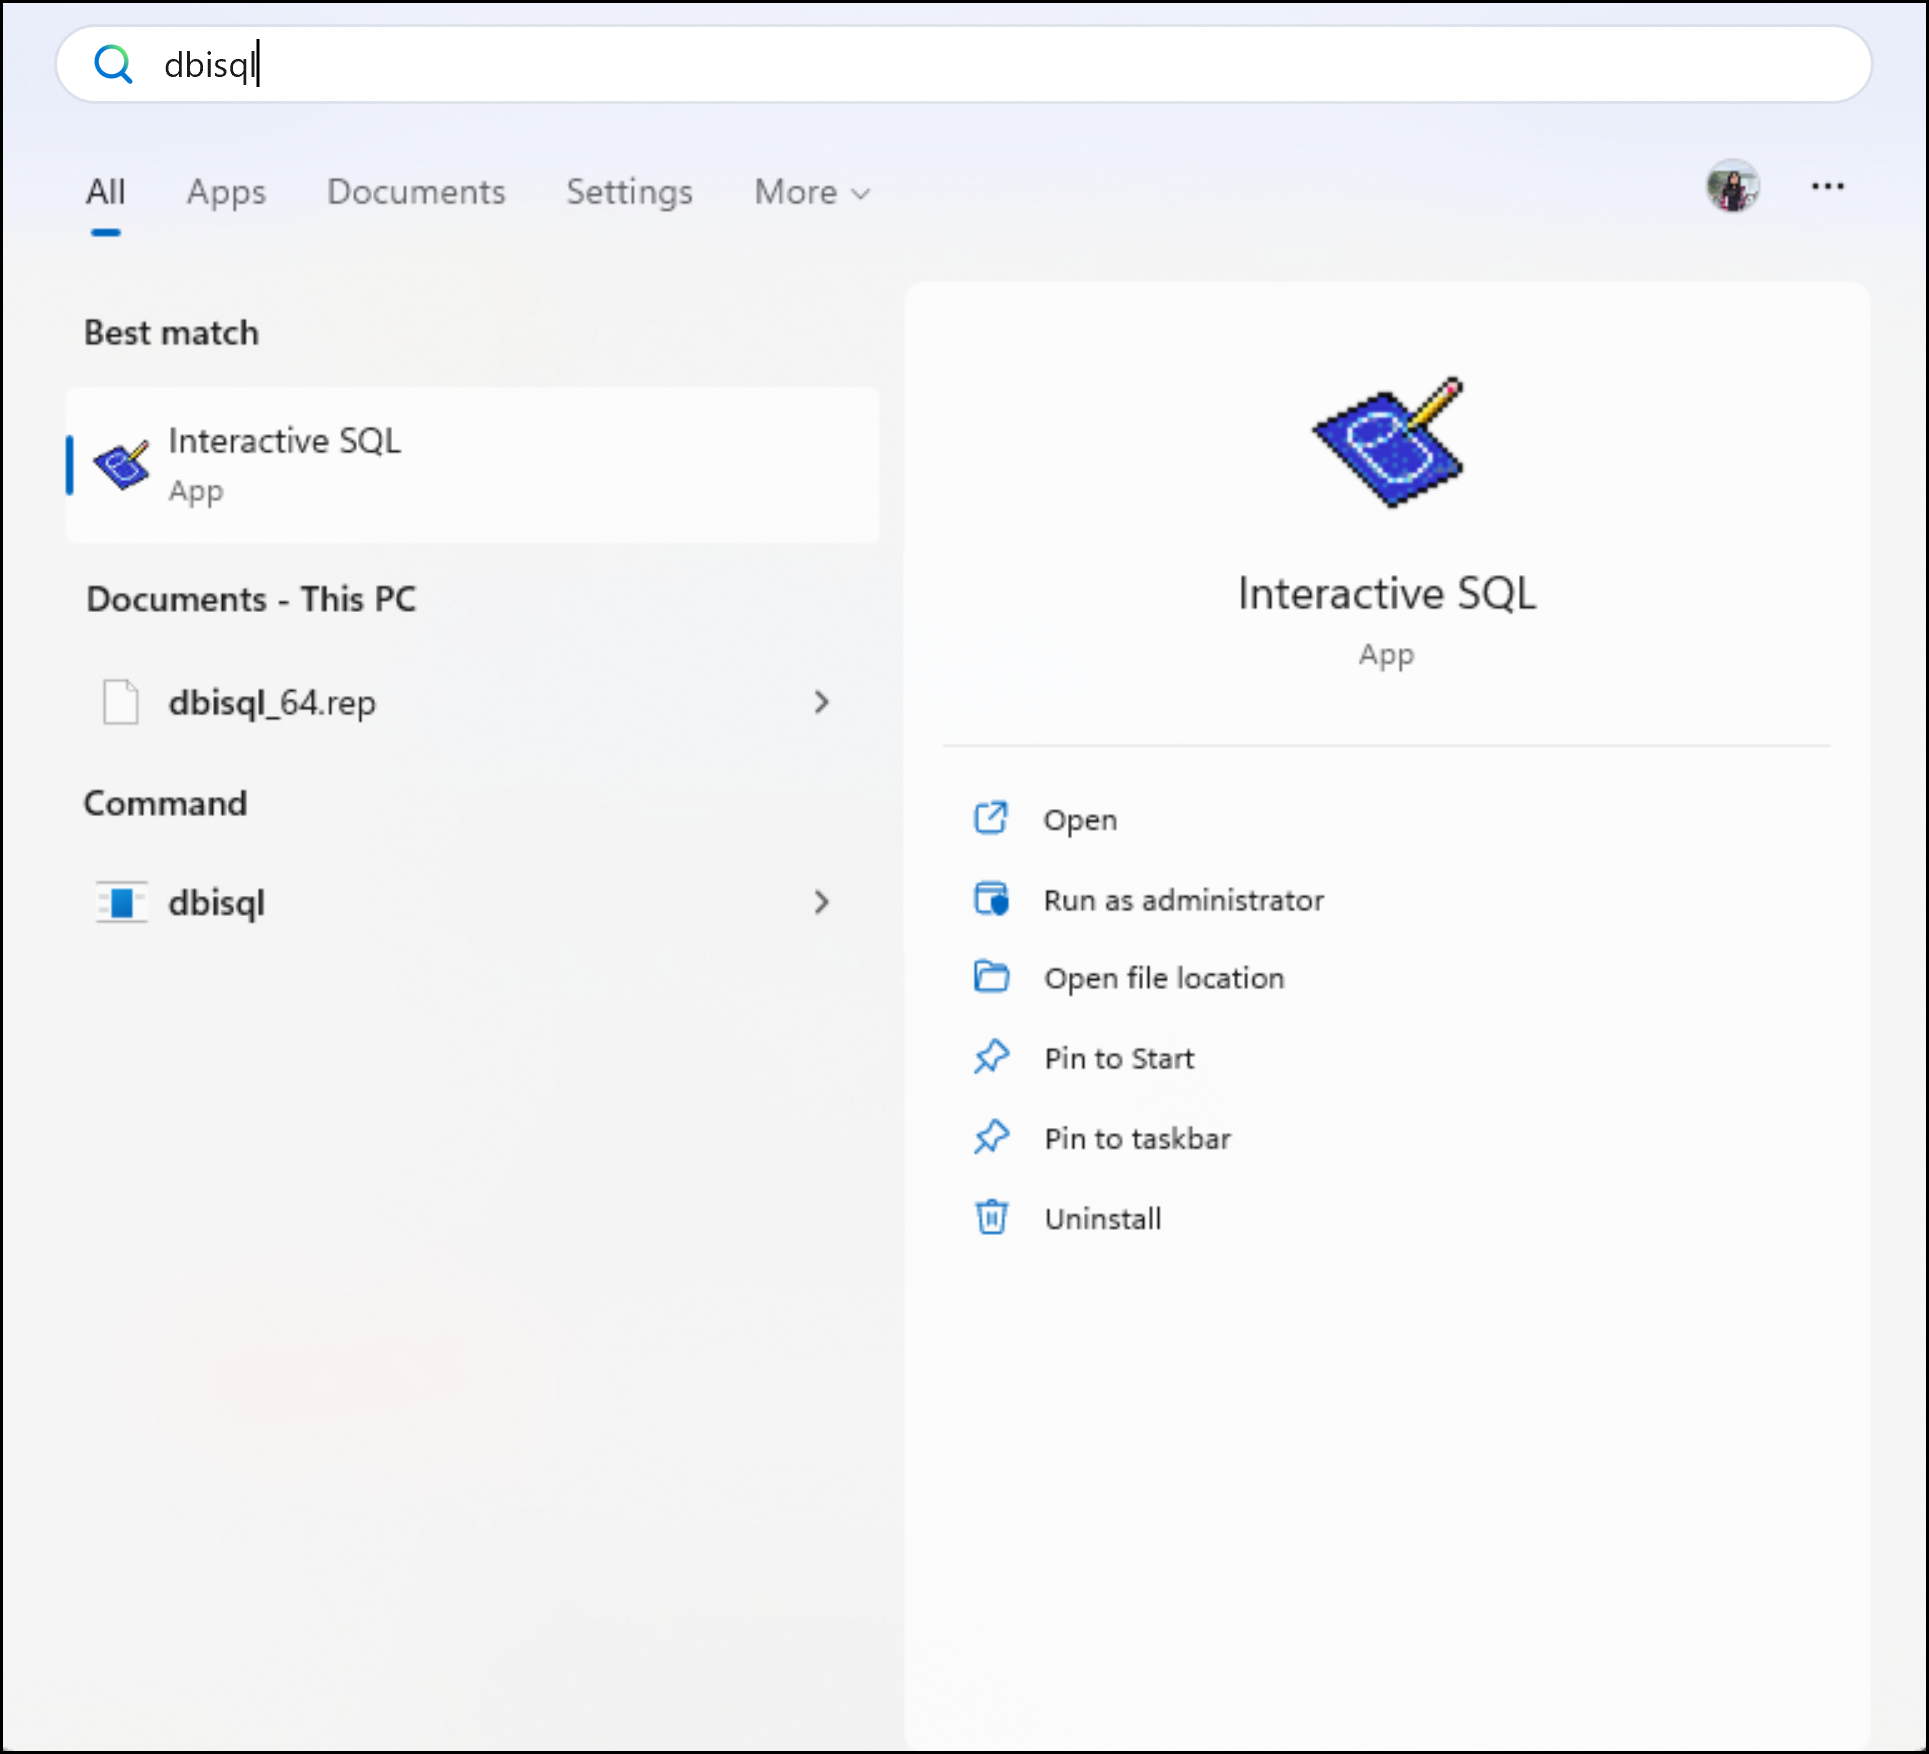 dbisql
All Apps Documents Settings More
Best match
Interactive SQL
App
Documents - This PC
dbisql_64.rep
Command
dbisql
Interactive SQL
App
Open
Run as administrator
Open file location
Pin to Start
Pin to taskbar
Uninstall